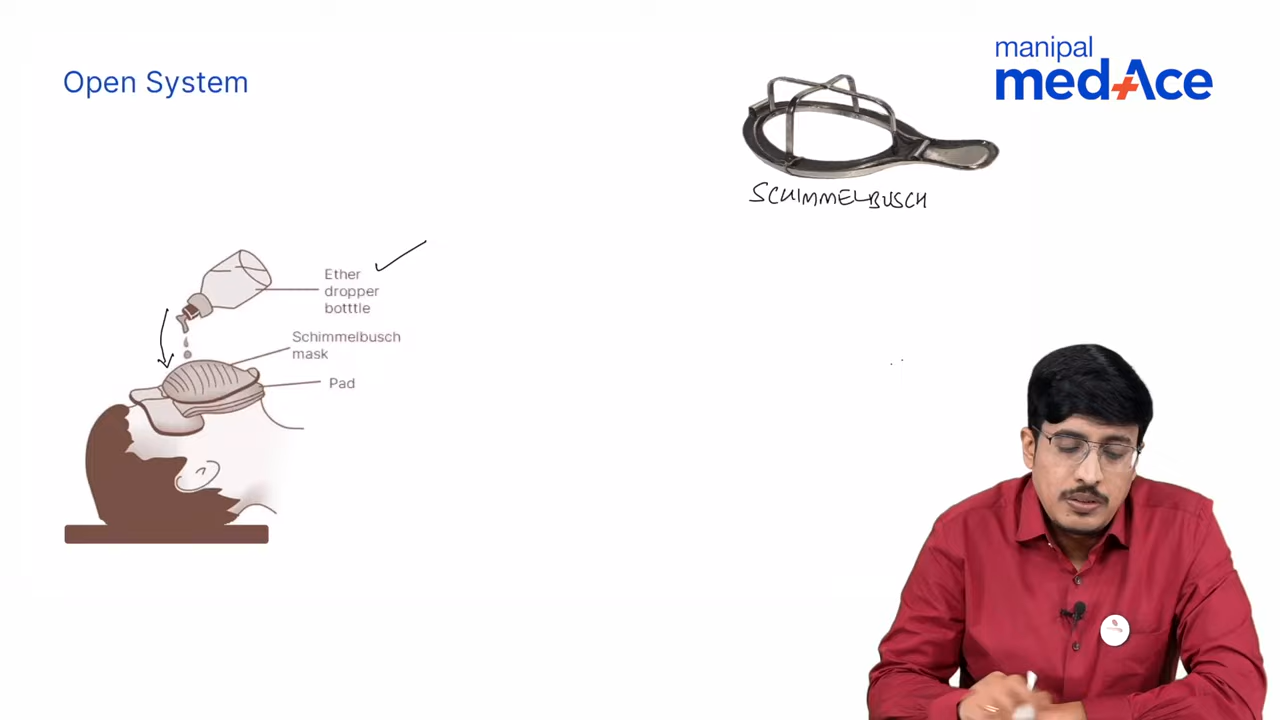 manipal
medAce
Open System
SCHIMMELBUSCH
Ether
dropper
botttle
Schimmelbusch
mask
Pad